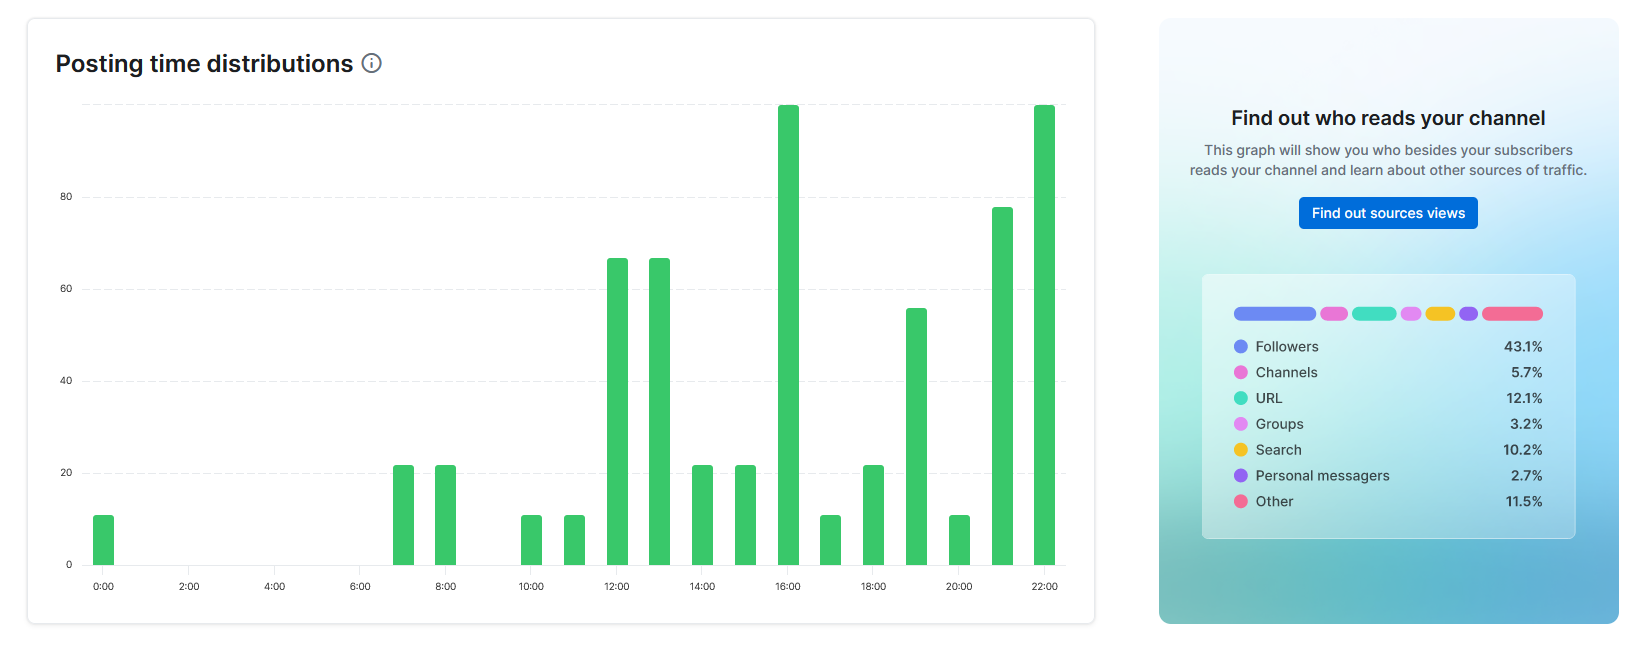 Posting time distributions
80
60
40
20
0
0:00 2:00 4:00 6:00 8:00 10:00 12:00 14:00 16:00 18:00 20:00 22:00
Find out who reads your channel
This graph will show you who besides your subscribers
reads your channel and learn about other sources of traffic.
Find out sources views
Followers 43.1%
Channels 5.7%
URL 12.1%
Groups 3.2%
Search 10.2%
Personal messagers 2.7%
Other 11.5%